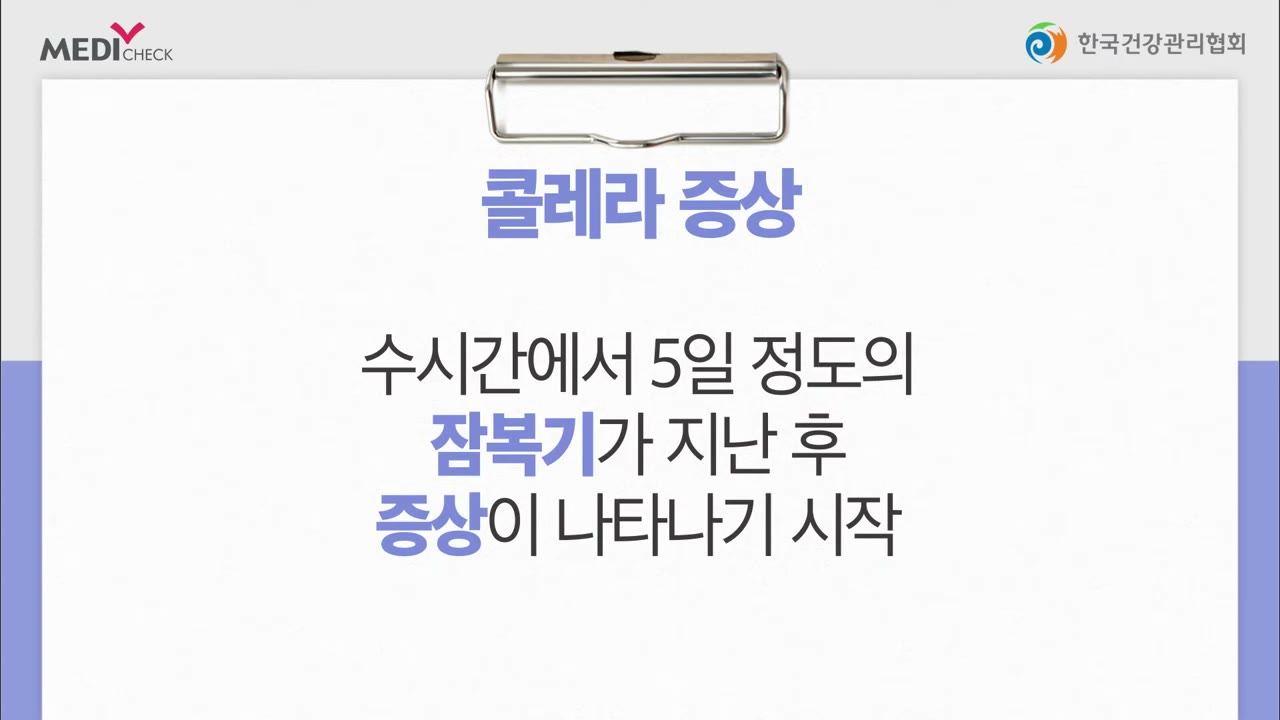 MEDI CHECK
한국건강관리협회
콜레라 증상
수시간에서 5일 정도의
잠복기가 지난 후
증상이 나타나기 시작